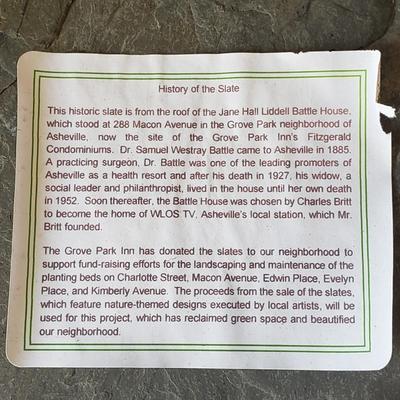 History of the Slate
This historic slate is from the roof of the Jane Hall Liddell Battle House,
which stood at 288 Macon Avenue in the Grove Park neighborhood of
Asheville, now the site of the Grove Park Inn's Fitzgerald
Condominiums. Dr. Samuel Westray Battle came to Asheville in 1885.
A practicing surgeon, Dr. Battle was one of the leading promoters of
Asheville as a health resort and after his death in 1927, his widow, a
social leader and philanthropist, lived in the house until her own death
in 1952. Soon thereafter, the Battle House was chosen by Charles Britt
to become the home of WLOS TV, Asheville's local station, which Mr.
Britt founded.
The Grove Park Inn has donated the slates to our neighborhood to
support fund-raising efforts for the landscaping and maintenance of the
planting beds on Charlotte Street, Macon Avenue, Edwin Place, Evelyn
Place, and Kimberly Avenue. The proceeds from the sale of the slates,
which feature nature-themed designs executed by local artists, will be
used for this project, which has reclaimed green space and beautified
our neighborhood.